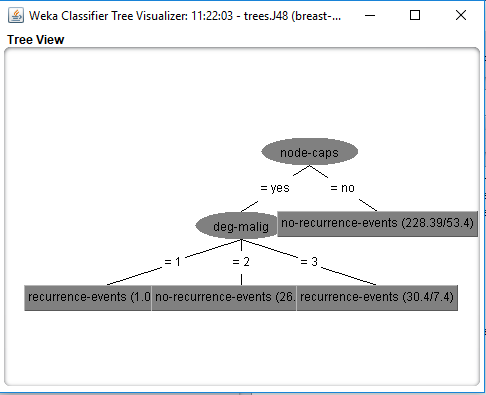 Weka Classifier Tree Visualizer: 11:22:03 - trees.J48 (breast-...
Tree View
node-caps
= yes
= no
deg-malig
no-recurrence-events (228.39/53.4)
= 1
= 2
= 3
recurrence-events (1.0
no-recurrence-events (26.
recurrence-events (30.4/7.4)